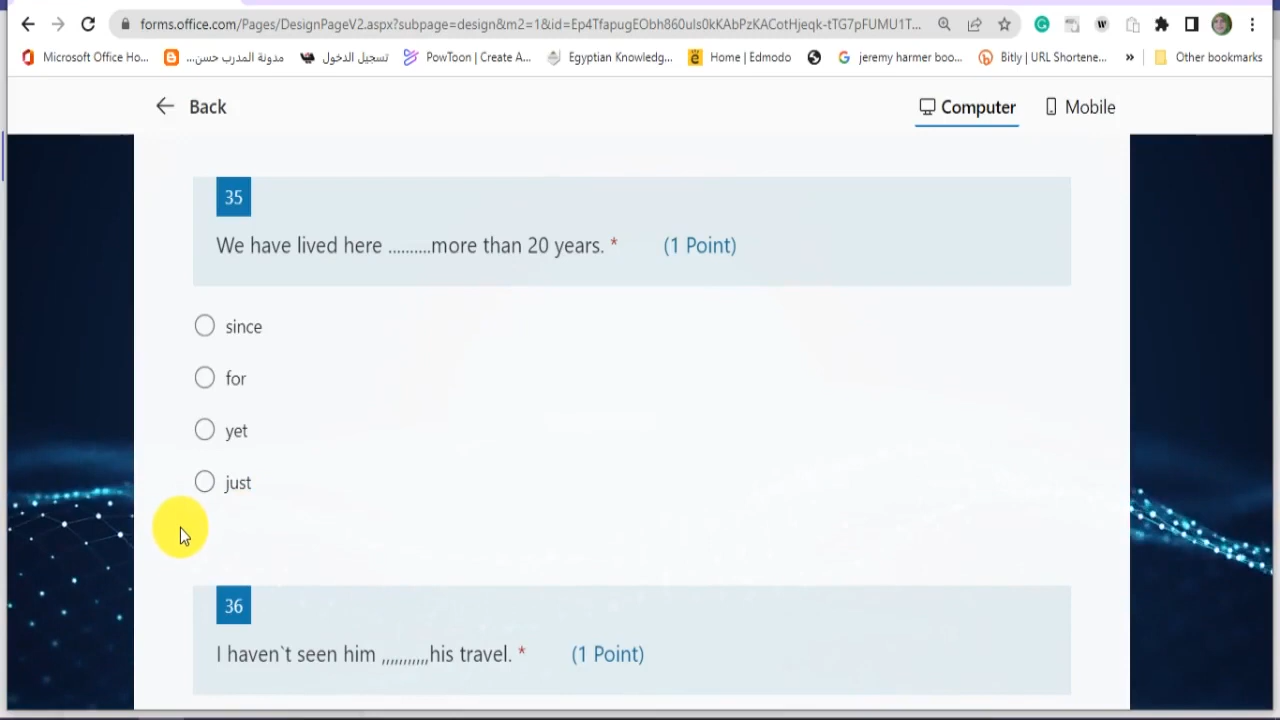 forms.office.com/Pages/DesignPageV2.aspx?subpage=design&m2=1&id=Ep4TfapugEObh860uls0kKAsPzKACotHjeqk-tTG7pFUMU1T...
Microsoft Office Ho... مدونة المدرب حسن... تسجيل الدخول PowToon | Create A... Egyptian Knowledg... Home | Edmodo jeremy harmer boo... Bitly | URL Shortene... » Other bookmarks
Back Computer Mobile
35
We have lived here ..........more than 20 years. * (1 Point)
since
for
yet
just
36
I haven`t seen him ,,,,,,,,,,,his travel. * (1 Point)